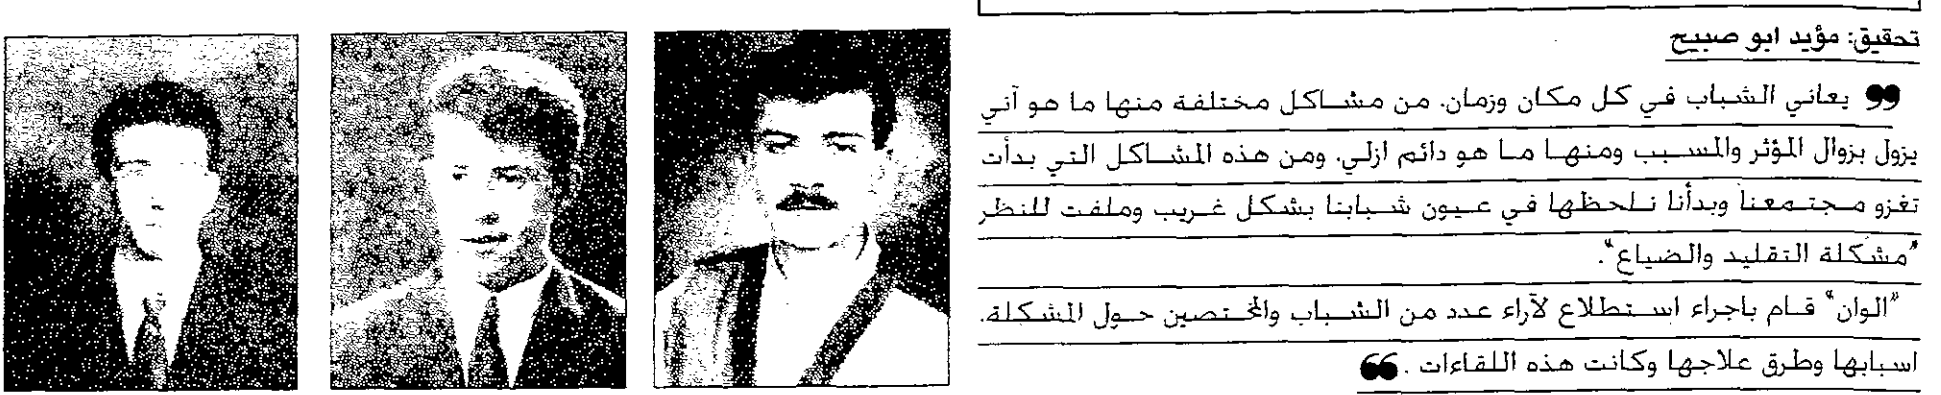 تحقيق: مؤيد ابو صبيح
يعاني الشباب في كل مكان وزمان. من مشاكل مختلفة منها ما هو آني
يزول بزوال المؤثر والمسبب ومنها ما هو دائم ازلي. ومن هذه المشاكل التي بدأت
تغزو مجتمعنا وبدأنا نلحظها في عيون شبابنا بشكل غريب وملفت للنظر
"مشكلة التقليد والضياع".
"الوان" قام باجراء استطلاع لآراء عدد من الشباب والمختصين حول المشكلة.
اسبابها وطرق علاجها وكانت هذه اللقاءات .